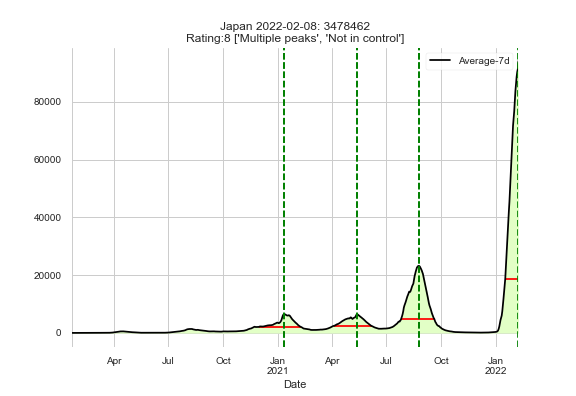 Japan 2022-02-08: 3478462
Rating:8 ['Multiple peaks', 'Not in control']
Average-7d
80000
60000
40000
20000
0
Apr Jul Oct Jan Apr Jul Oct Jan
2021 2022
Date